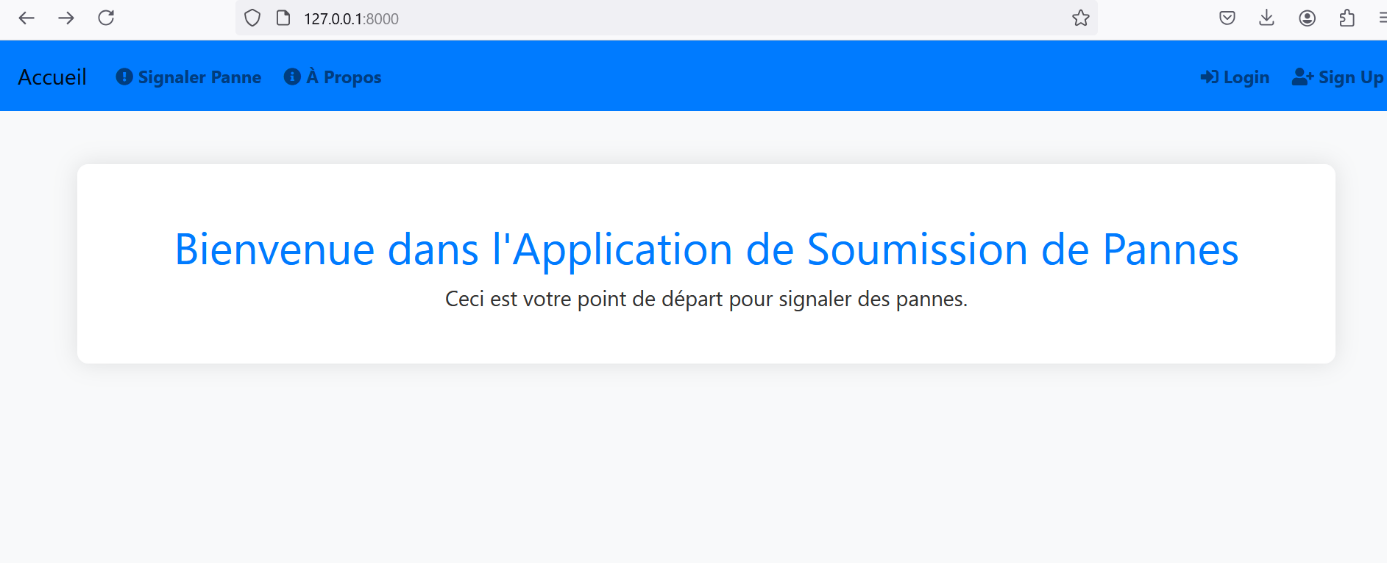 127.0.0.1:8000
Accueil Signaler Panne À Propos Login Sign Up
Bienvenue dans l'Application de Soumission de Pannes
Ceci est votre point de départ pour signaler des pannes.